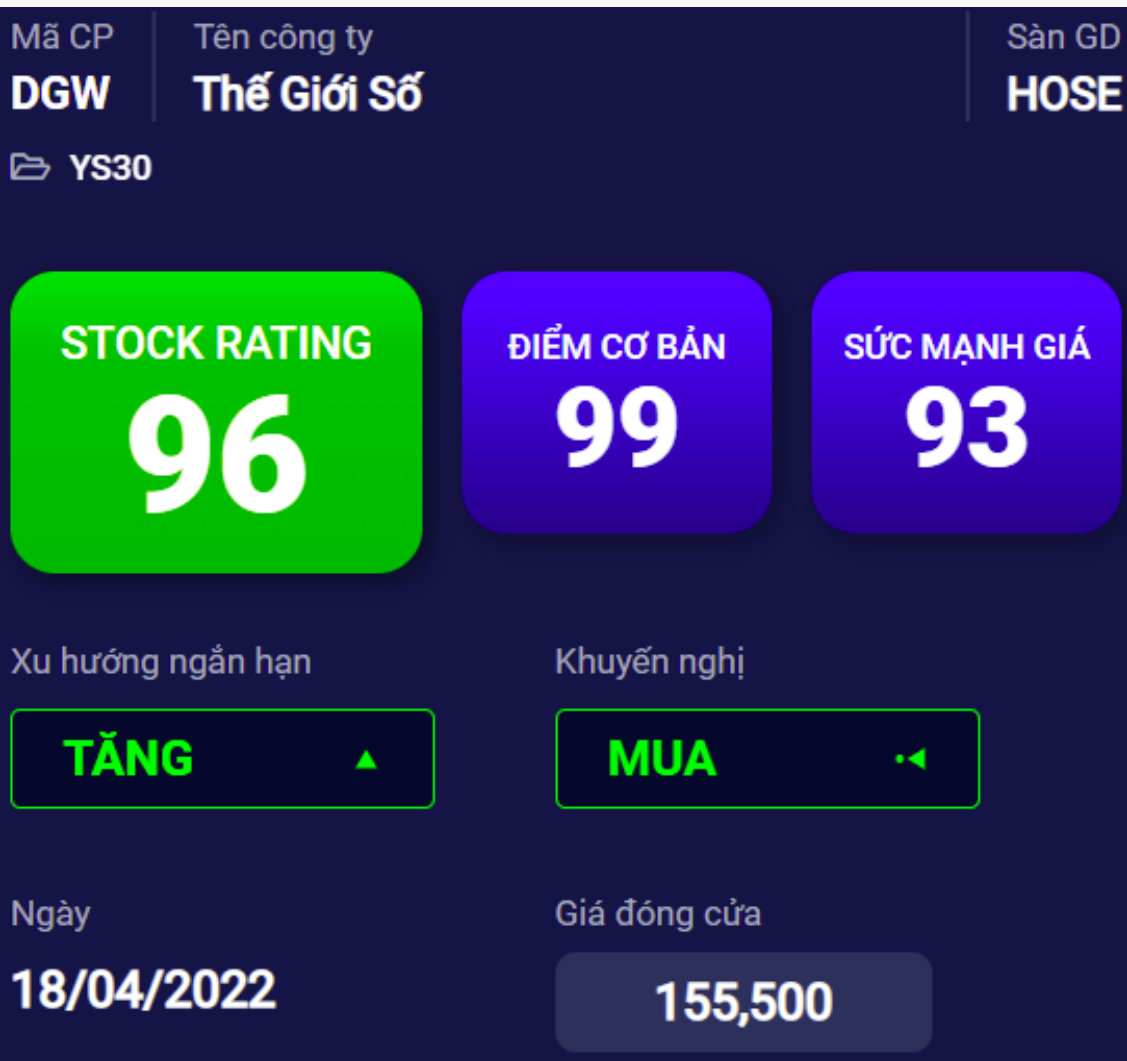 Mã CP Tên công ty Sàn GD
DGW Thế Giới Số HOSE
YS30
STOCK RATING ĐIỂM CƠ BẢN SỨC MẠNH GIÁ
96 99 93
Xu hướng ngắn hạn Khuyến nghị
TĂNG MUA
Ngày Giá đóng cửa
18/04/2022 155,500